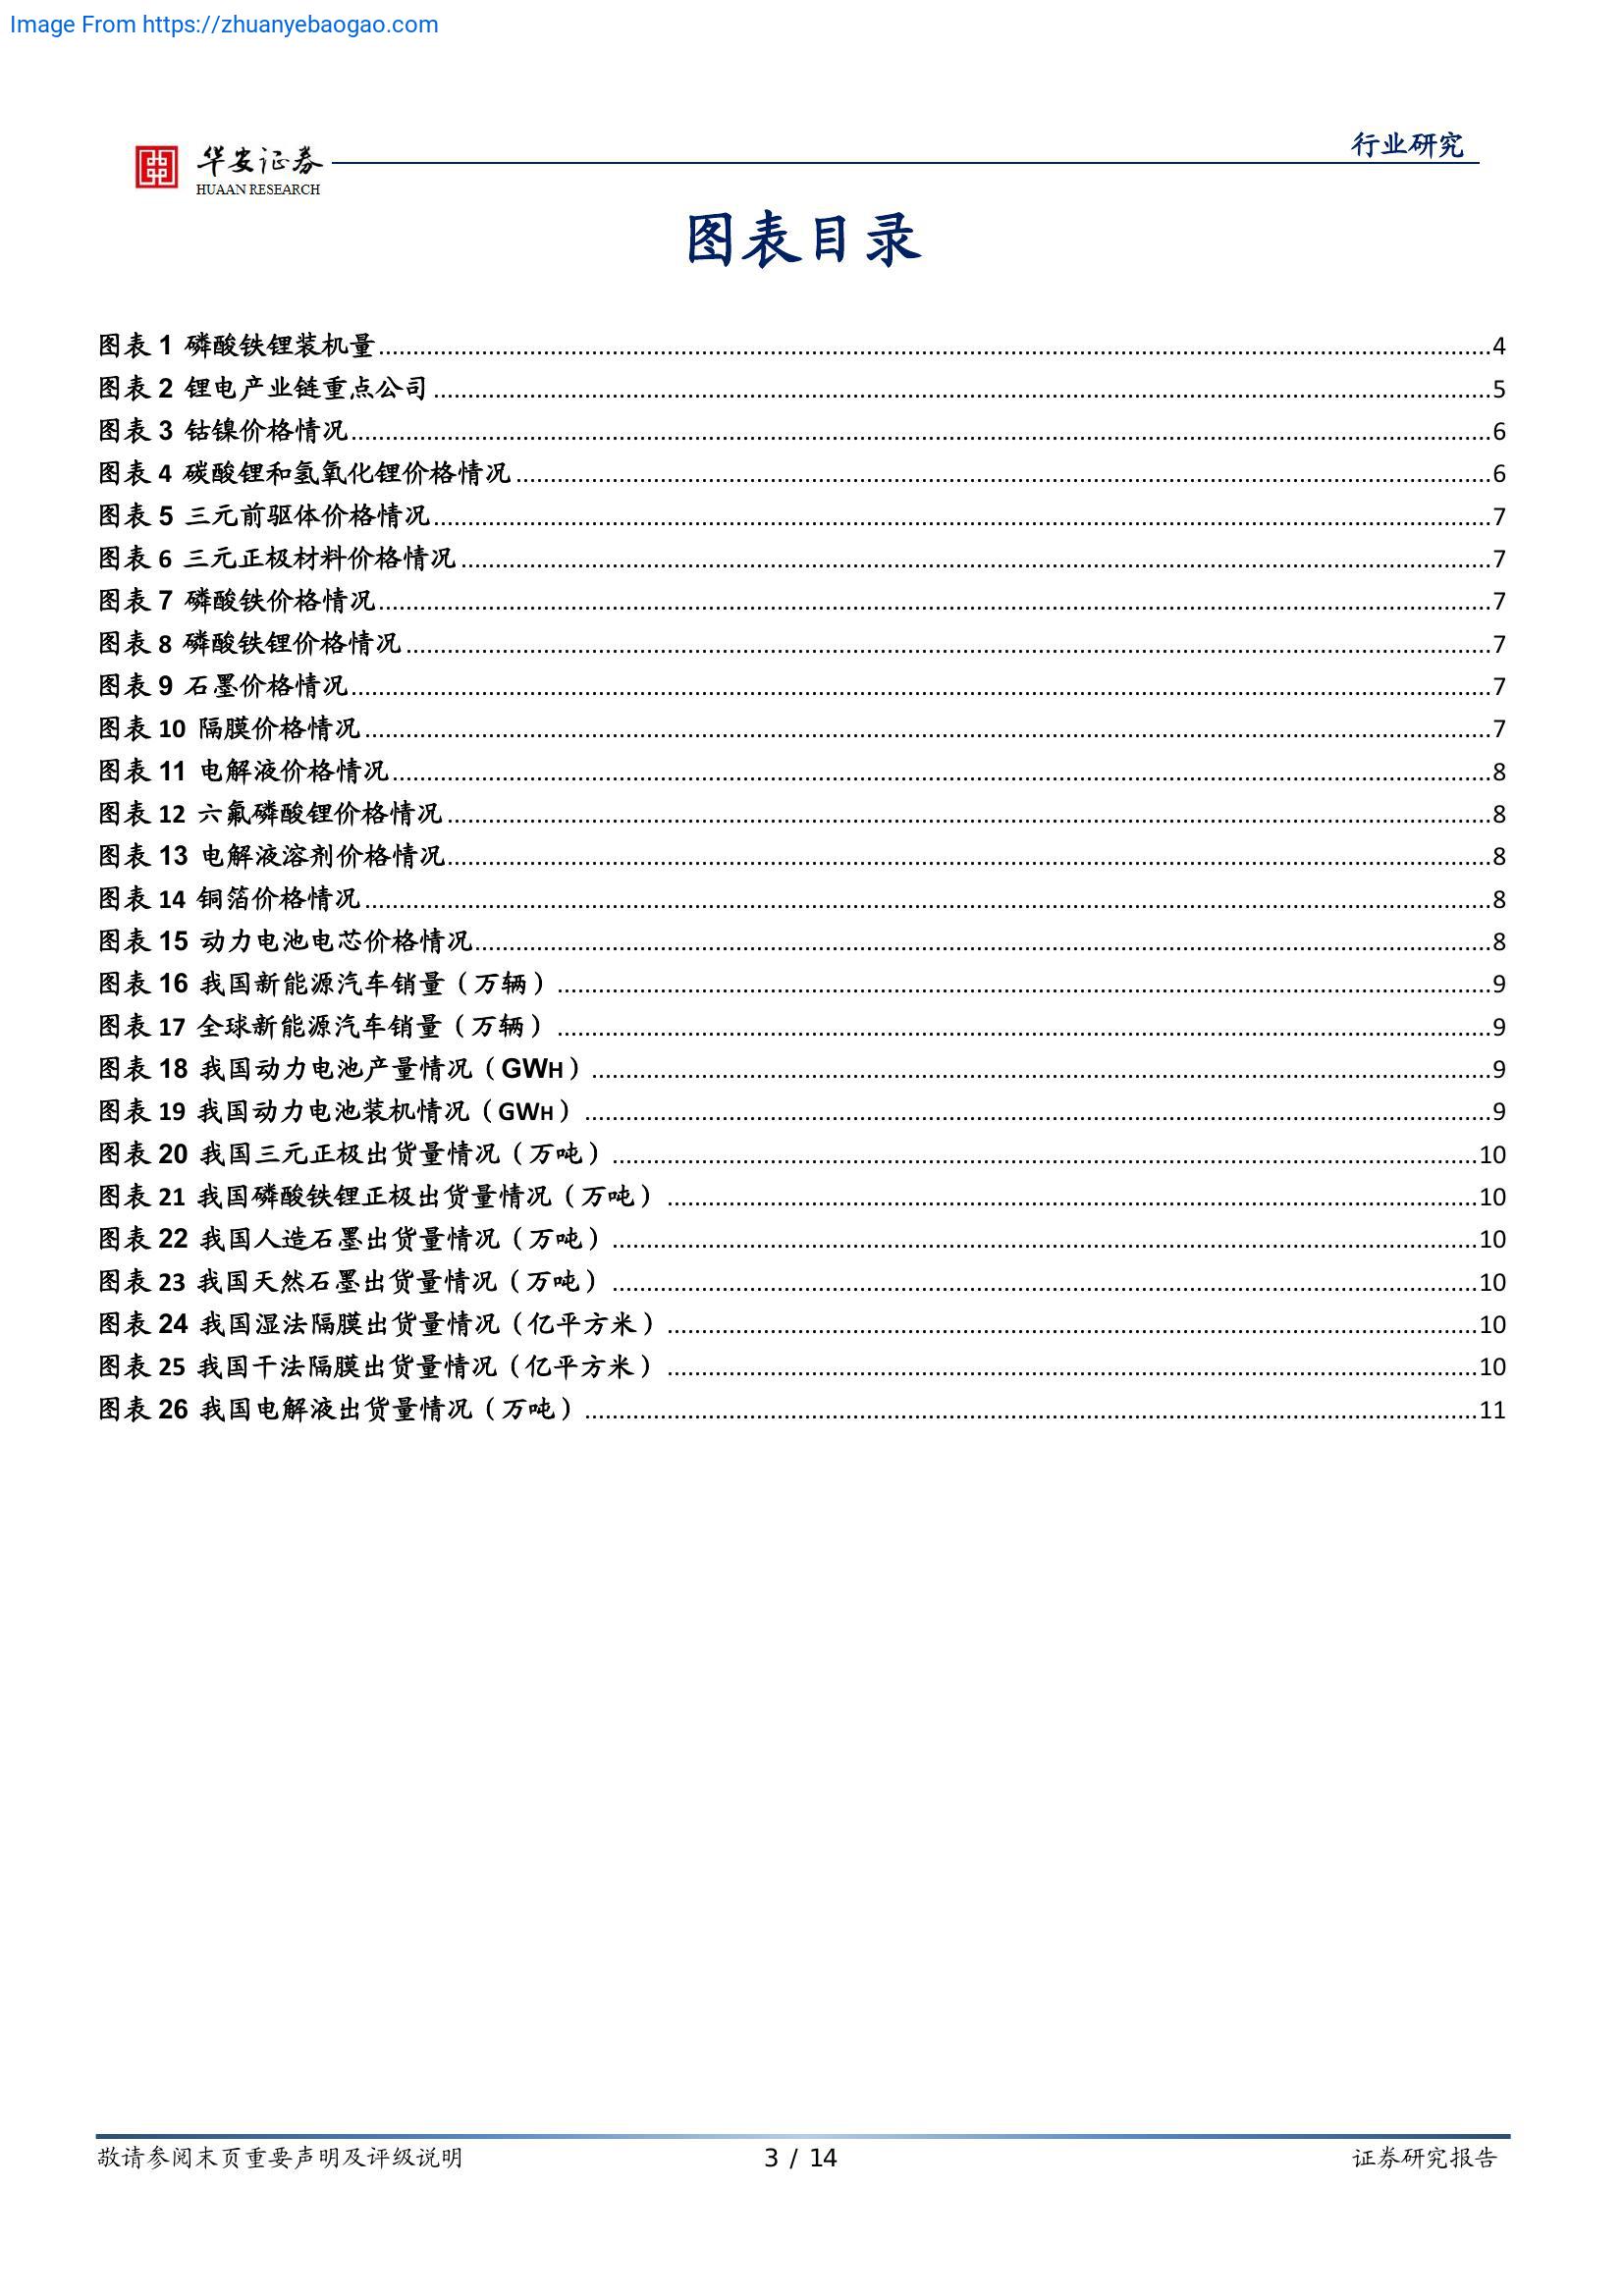 Image From https://zhuanyebaogao.com
行业研究
华安证券
HUAAN RESEARCH
图表目录
图表 1 磷酸铁锂装机量..........4
图表 2 锂电产业链重点公司..........5
图表 3 钴镍价格情况..........6
图表 4 碳酸锂和氢氧化锂价格情况..........6
图表 5 三元前驱体价格情况..........7
图表 6 三元正极材料价格情况..........7
图表 7 磷酸铁价格情况..........7
图表 8 磷酸铁锂价格情况..........7
图表 9 石墨价格情况..........7
图表 10 隔膜价格情况..........7
图表 11 电解液价格情况..........8
图表 12 六氟磷酸锂价格情况..........8
图表 13 电解液溶剂价格情况..........8
图表 14 铜箔价格情况..........8
图表 15 动力电池电芯价格情况..........8
图表 16 我国新能源汽车销量（万辆）..........9
图表 17 全球新能源汽车销量（万辆）..........9
图表 18 我国动力电池产量情况（GWH）..........9
图表 19 我国动力电池装机情况（GWH）..........9
图表 20 我国三元正极出货量情况（万吨）..........10
图表 21 我国磷酸铁锂正极出货量情况（万吨）..........10
图表 22 我国人造石墨出货量情况（万吨）..........10
图表 23 我国天然石墨出货量情况（万吨）..........10
图表 24 我国湿法隔膜出货量情况（亿平方米）..........10
图表 25 我国干法隔膜出货量情况（亿平方米）..........10
图表 26 我国电解液出货量情况（万吨）..........11
敬请参阅末页重要声明及评级说明 3 / 14 证券研究报告